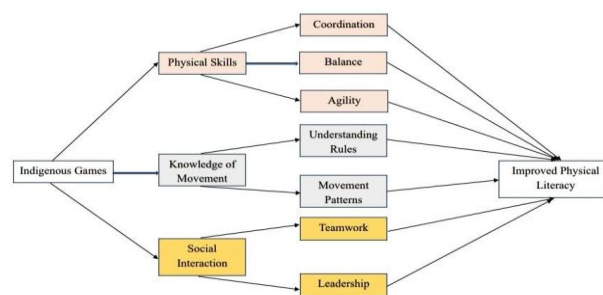 Coordination
Physical Skills
Balance
Agility
Understanding
Rules
Indigenous Games
Knowledge of
Movement
Improved Physical
Literacy
Movement
Patterns
Teamwork
Social
Interaction
Leadership